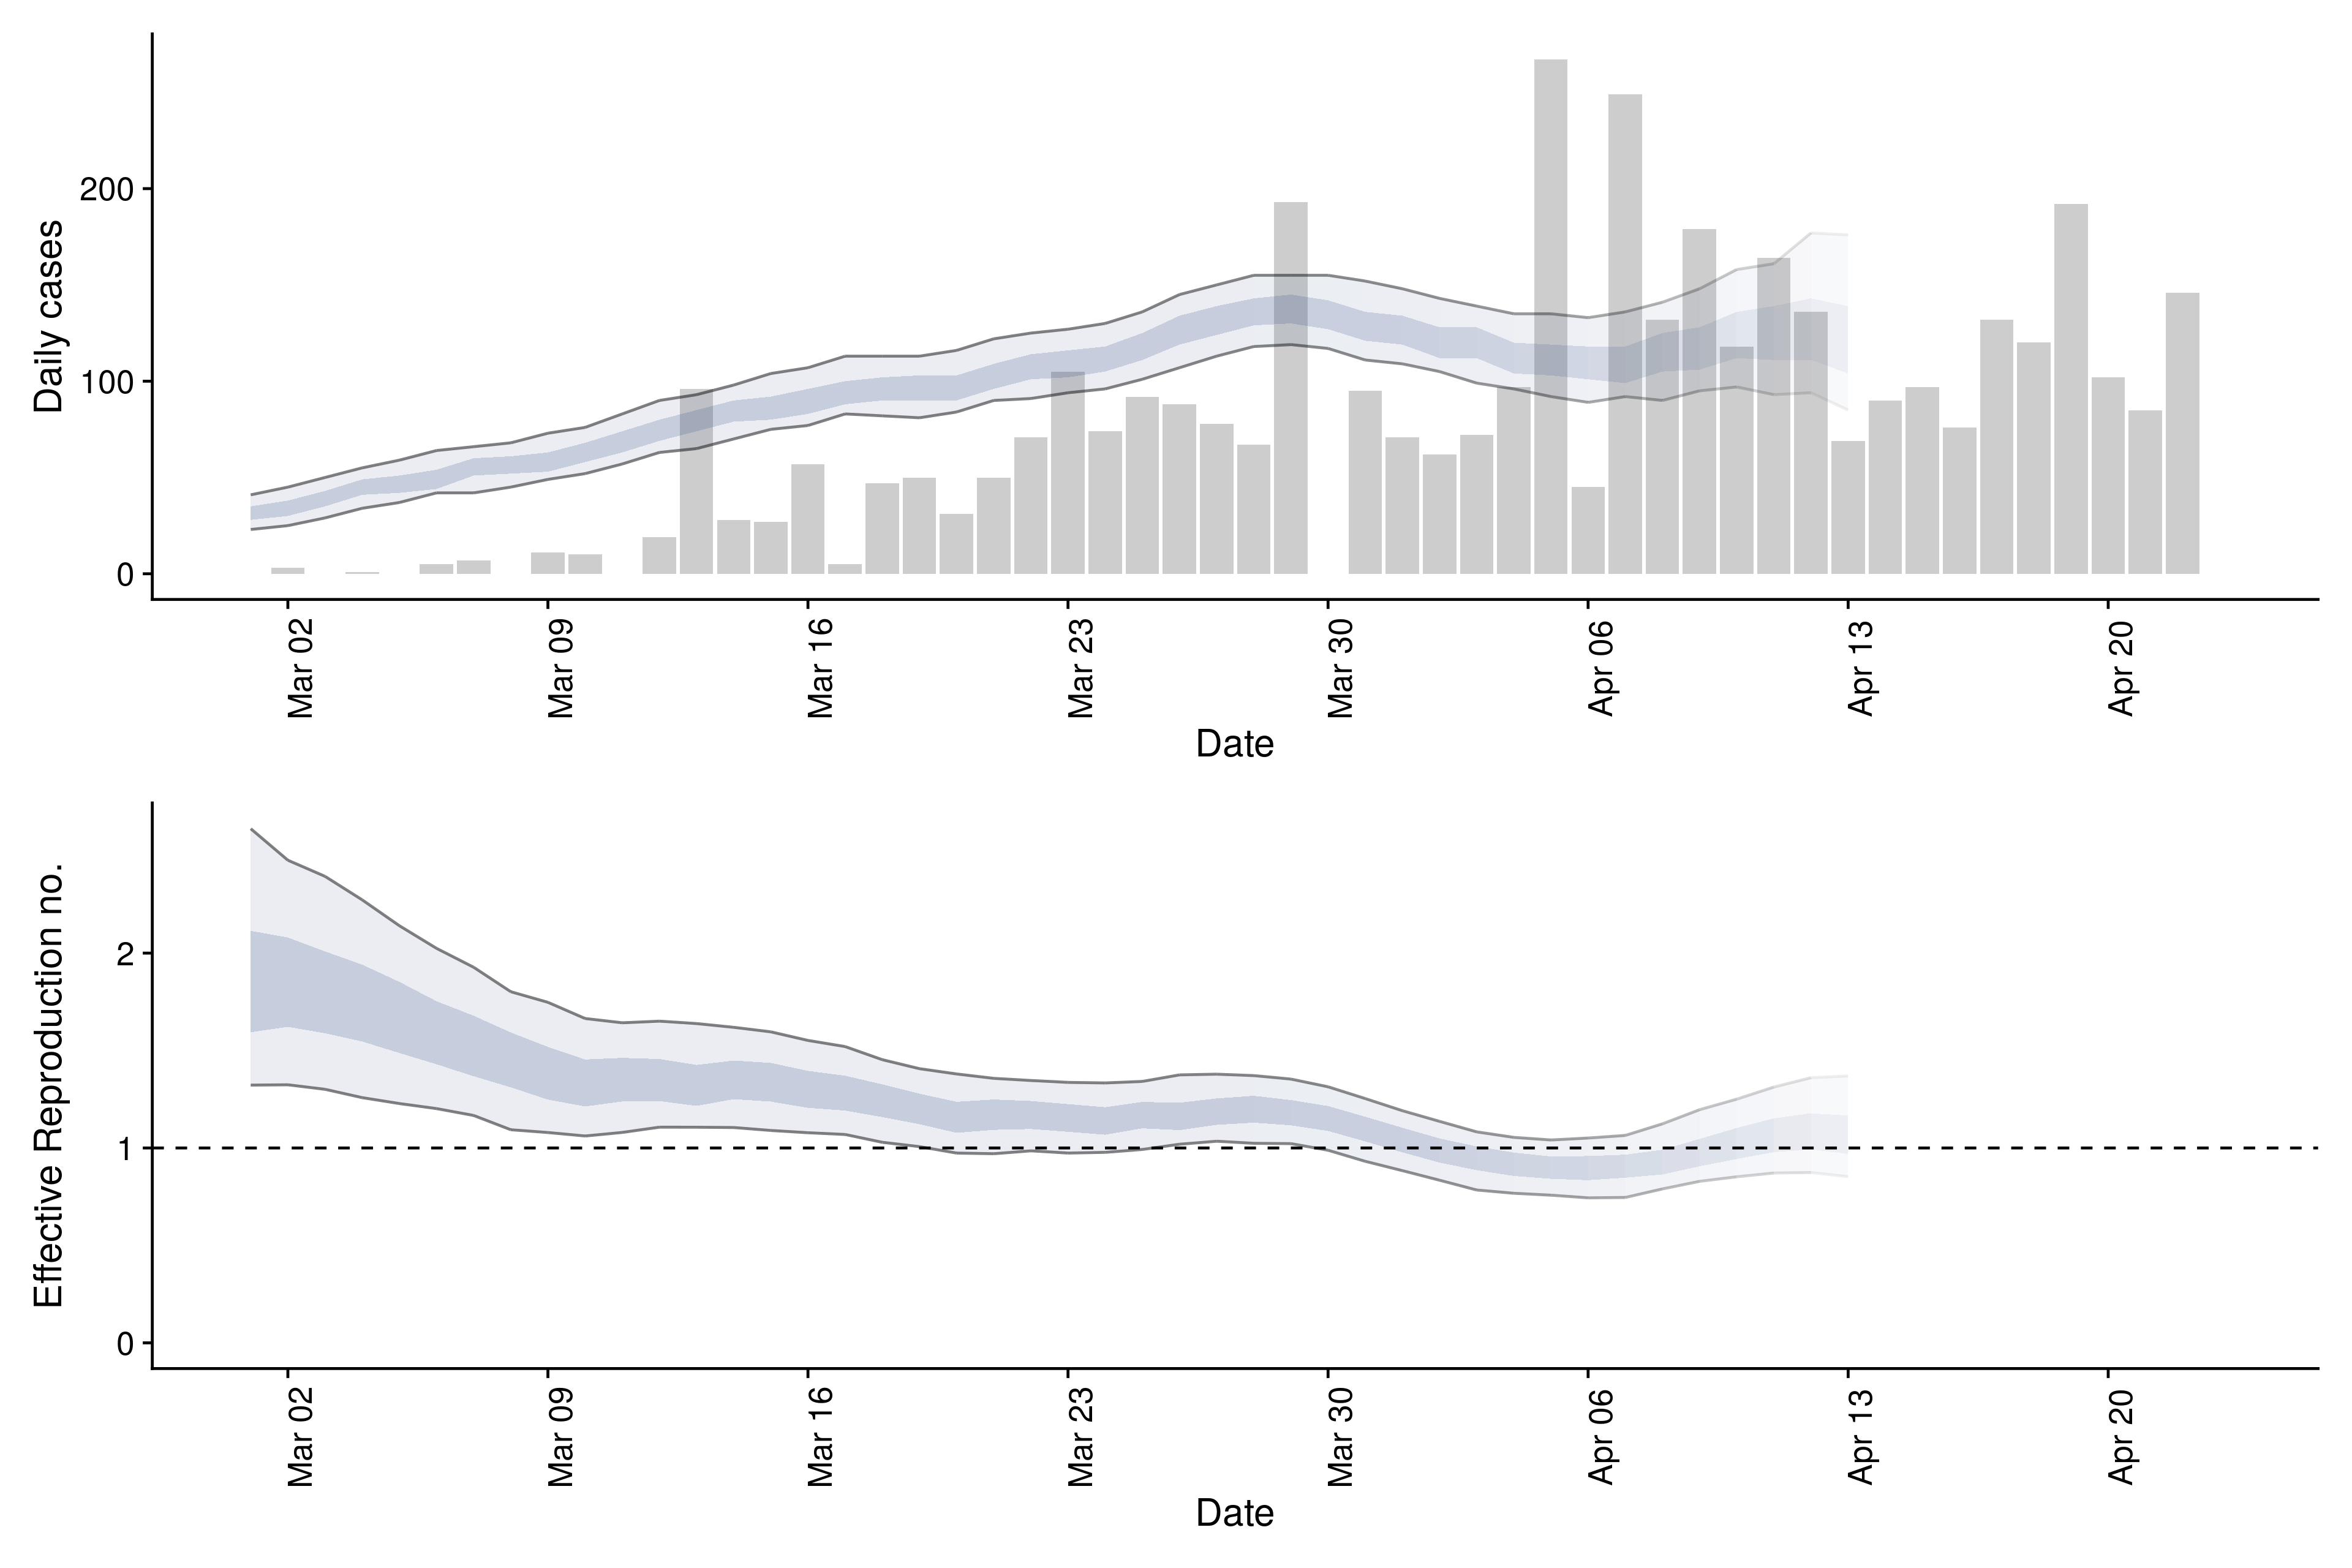 Daily cases
200
100
0
Mar 02
Mar 09
Mar 16
Mar 23
Mar 30
Apr 06
Apr 13
Apr 20
Date
Effective Reproduction no.
2
1
0
Mar 02
Mar 09
Mar 16
Mar 23
Mar 30
Apr 06
Apr 13
Apr 20
Date